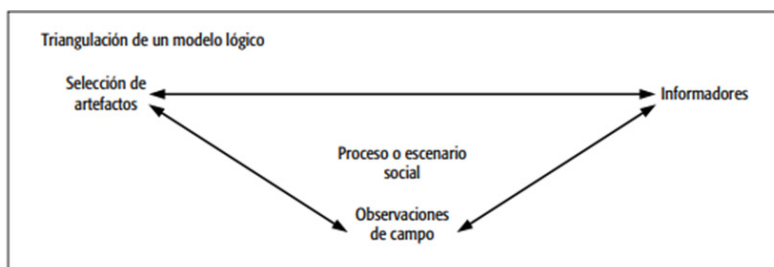 Triangulación de un modelo lógico
Selección de
artefactos
Informadores
Proceso o escenario
social
Observaciones
de campo